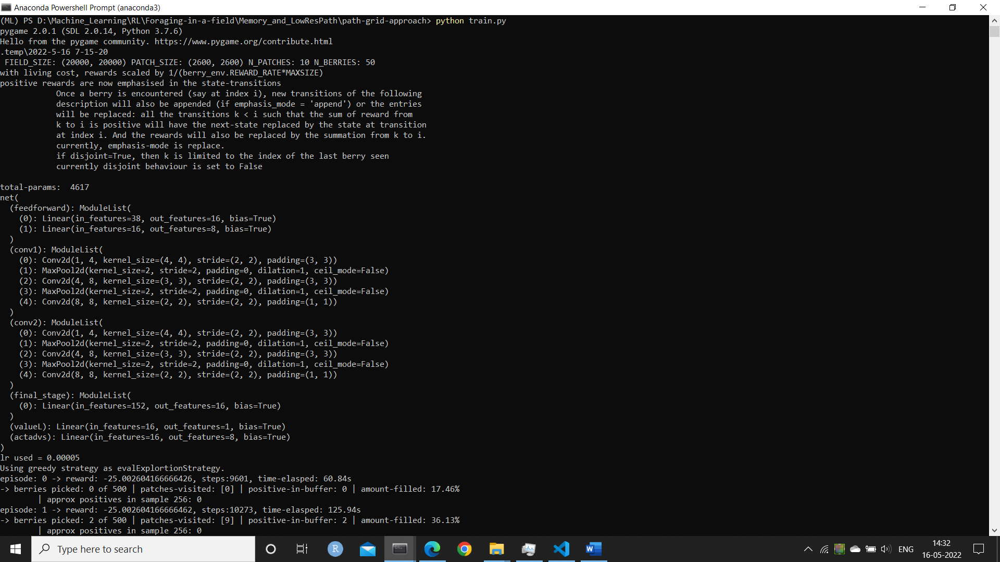 Anaconda Powershell Prompt (anaconda3)
(ML) PS D:\Machine_Learning\RL\Foraging-in-a-field\Memory_and_LowResPath\path-grid-approach> python train.py
pygame 2.0.1 (SDL 2.0.14, Python 3.7.6)
Hello from the pygame community. https://www.pygame.org/contribute.html
.temp\2022-5-16 7-15-20
FIELD_SIZE: (20000, 20000) PATCH_SIZE: (2600, 2600) N_PATCHES: 10 N_BERRIES: 50
with living cost, rewards scaled by 1/(berry_env.REWARD_RATE*MAXSIZE)
positive rewards are now emphasised in the state-transitions
Once a berry is encountered (say at index i), new transitions of the following
description will also be appended (if emphasis_mode = 'append') or the entries
will be replaced: all the transitions k < i such that the sum of reward from
k to i is positive will have the next-state replaced by the state at transition
at index i. And the rewards will also be replaced by the summation from k to i.
currently, emphasis-mode is replace.
if disjoint=True, then k is limited to the index of the last berry seen
currently disjoint behaviour is set to False
total-params:  4617
net(
(feedforward): ModuleList(
(0): Linear(in_features=38, out_features=16, bias=True)
(1): Linear(in_features=16, out_features=8, bias=True)
)
(conv1): ModuleList(
(0): Conv2d(1, 4, kernel_size=(4, 4), stride=(2, 2), padding=(3, 3))
(1): MaxPool2d(kernel_size=2, stride=2, padding=0, dilation=1, ceil_mode=False)
(2): Conv2d(4, 8, kernel_size=(3, 3), stride=(2, 2), padding=(3, 3))
(3): MaxPool2d(kernel_size=2, stride=2, padding=0, dilation=1, ceil_mode=False)
(4): Conv2d(8, 8, kernel_size=(2, 2), stride=(2, 2), padding=(1, 1))
)
(conv2): ModuleList(
(0): Conv2d(1, 4, kernel_size=(4, 4), stride=(2, 2), padding=(3, 3))
(1): MaxPool2d(kernel_size=2, stride=2, padding=0, dilation=1, ceil_mode=False)
(2): Conv2d(4, 8, kernel_size=(3, 3), stride=(2, 2), padding=(3, 3))
(3): MaxPool2d(kernel_size=2, stride=2, padding=0, dilation=1, ceil_mode=False)
(4): Conv2d(8, 8, kernel_size=(2, 2), stride=(2, 2), padding=(1, 1))
)
(final_stage): ModuleList(
(0): Linear(in_features=152, out_features=16, bias=True)
)
(valueL): Linear(in_features=16, out_features=1, bias=True)
(actadvs): Linear(in_features=16, out_features=8, bias=True)
)
lr used = 0.00005
Using greedy strategy as evalExplortionStrategy.
episode: 0 -> reward: -25.002604166666426, steps:9601, time-elasped: 60.84s
-> berries picked: 0 of 500 | patches-visited: [0] | positive-in-buffer: 0 | amount-filled: 17.46%
| approx positives in sample 256: 0
episode: 1 -> reward: -25.002604166666462, steps:10273, time-elasped: 125.94s
-> berries picked: 2 of 500 | patches-visited: [9] | positive-in-buffer: 2 | amount-filled: 36.13%
| approx positives in sample 256: 0
Type here to search
R
W
ENG
14:32
16-05-2022